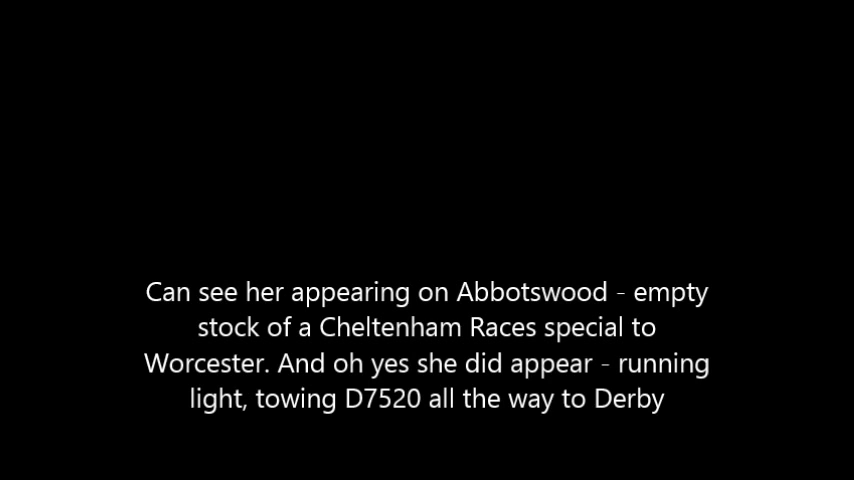 Can see her appearing on Abbotswood - empty
stock of a Cheltenham Races special to
Worcester. And oh yes she did appear - running
light, towing D7520 all the way to Derby